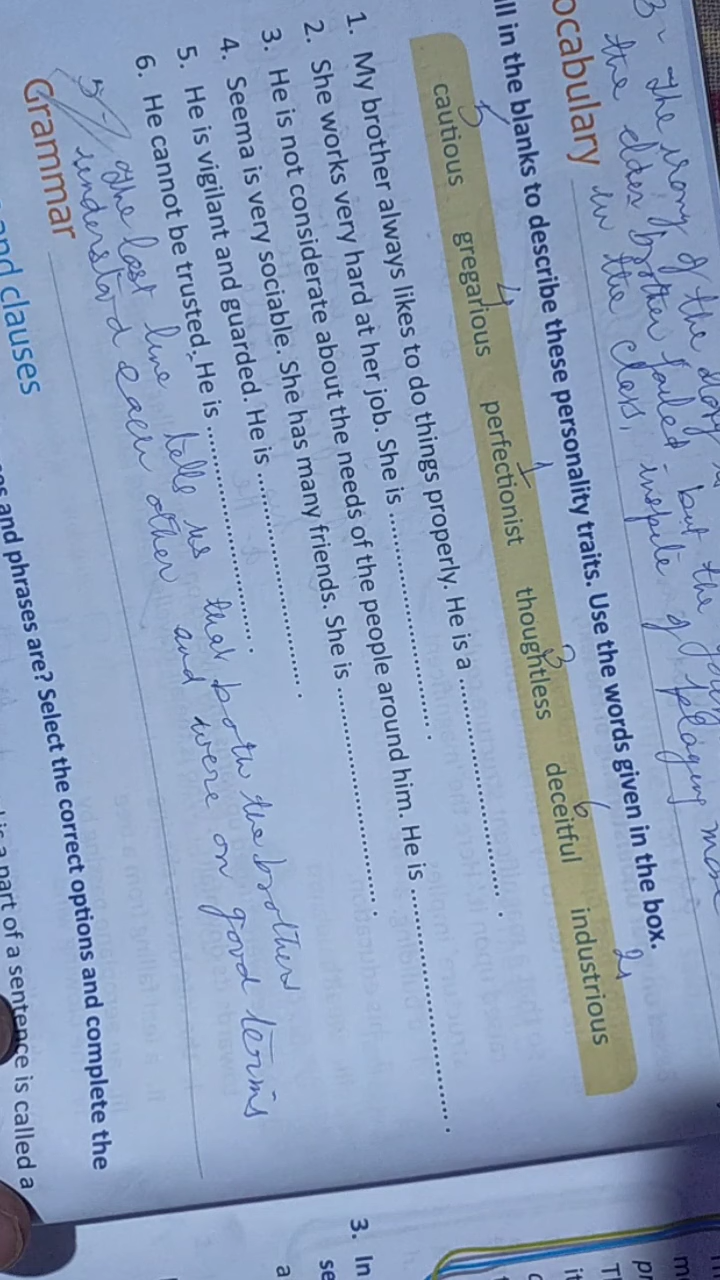 3- The irony of the story is
the elder brother failed but the
in the class, inspite of playing more
ocabulary
ll in the blanks to describe these personality traits. Use the words given in the box.
5 4 1 3 6 2
cautious gregarious perfectionist thoughtless deceitful industrious
1. My brother always likes to do things properly. He is a ............................ .
2. She works very hard at her job. She is ............................ .
3. He is not considerate about the needs of the people around him. He is ............................ .
4. Seema is very sociable. She has many friends. She is ............................ .
5. He is vigilant and guarded. He is ............................ .
6. He cannot be trusted. He is ............................ .
5- The last line tells us that both the brothers
understood each other and were on good terms
Grammar
and clauses
and phrases are? Select the correct options and complete the
is a part of a sentence is called a
3. In
se
a